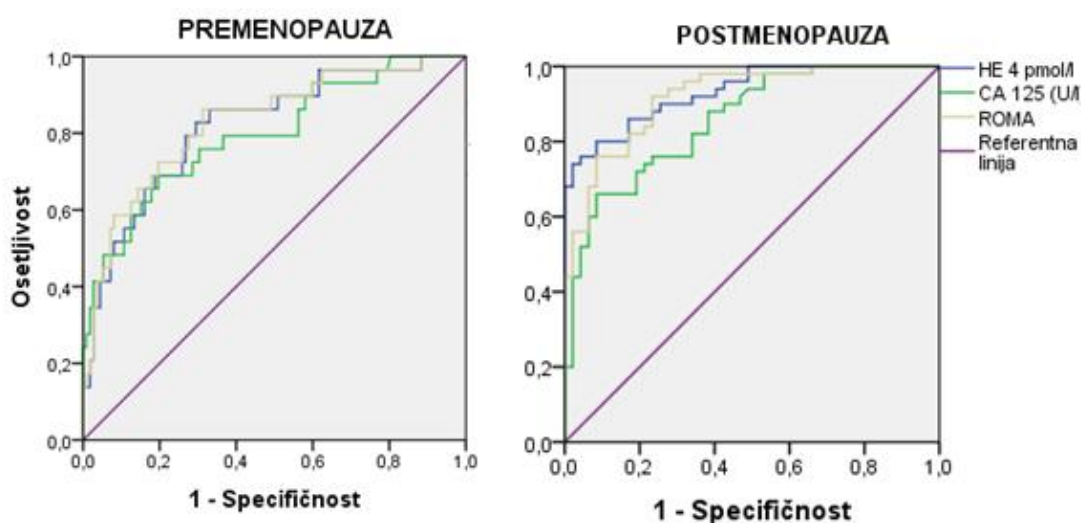 PREMENOPAUZA
1,0
0,8
0,6
0,4
0,2
0,0
Osetljivost
0,0 0,2 0,4 0,6 0,8 1,0
1 - Specifičnost
POSTMENOPAUZA
1,0
0,8
0,6
0,4
0,2
0,0
0,0 0,2 0,4 0,6 0,8 1,0
1 - Specifičnost
HE 4 pmol/l
CA 125 (U/l
ROMA
Referentna
linija